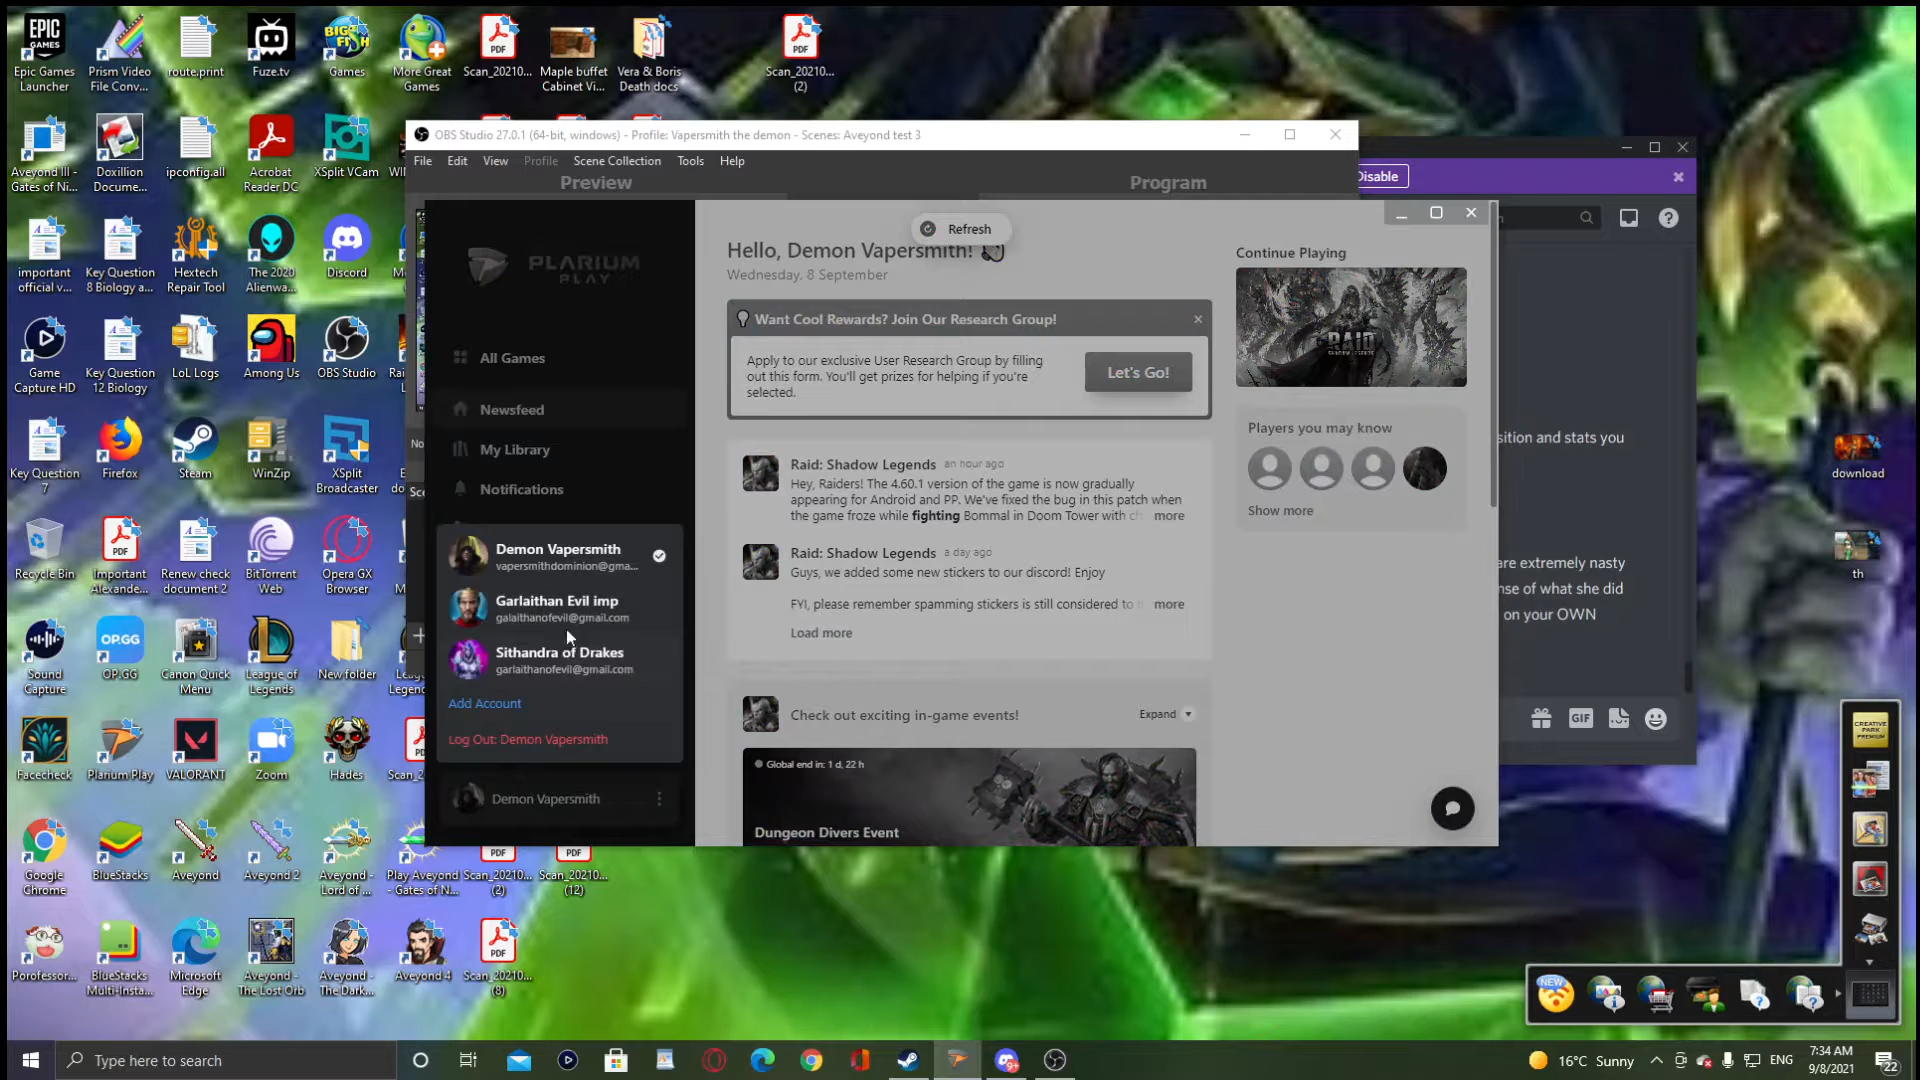 Epic Games Launcher
Prism Video File Conv...
route.print
Fuze.tv
Games
More Great Games
Scan_20210...
Maple buffet Cabinet Vi...
Vera & Boris Death docs
Scan_20210... (2)
Aveyond III - Gates of Ni...
Doxillion Docume...
ipconfig.all
Acrobat Reader DC
XSplit VCam
important official v...
Key Question 8 Biology a...
Hextech Repair Tool
The 2020 Alienwa...
Discord
Game Capture HD
Key Question 12 Biology
LoL Logs
Among Us
OBS Studio
Key Question 7
Firefox
Steam
WinZip
XSplit Broadcaster
Recycle Bin
Important Alexande...
Renew check document 2
BitTorrent Web
Opera GX Browser
Sound Capture
OP.GG
Canon Quick Menu
League of Legends
New folder
Facecheck
Plarium Play
VALORANT
Zoom
Hades
Google Chrome
BlueStacks
Aveyond
Aveyond 2
Aveyond - Lord of ...
Play Aveyond - Gates of N...
Scan_20210... (2)
Scan_20210... (12)
Porofessor...
BlueStacks Multi-Insta...
Microsoft Edge
Aveyond - The Lost Orb
Aveyond - The Dark...
Aveyond 4
Scan_20210... (8)
OBS Studio 27.0.1 (64-bit, windows) - Profile: Vapersmith the demon - Scenes: Aveyond test 3
File Edit View Profile Scene Collection Tools Help
Preview
Program
Disable
PLARIUM
PLAY
All Games
Newsfeed
My Library
Notifications
Demon Vapersmith
vapersmithdominion@gma...
Garlaithan Evil imp
galaithanofevil@gmail.com
Sithandra of Drakes
garlaithanofevil@gmail.com
Add Account
Log Out: Demon Vapersmith
Demon Vapersmith
Refresh
Hello, Demon Vapersmith!
Wednesday, 8 September
Want Cool Rewards? Join Our Research Group!
Apply to our exclusive User Research Group by filling
out this form. You'll get prizes for helping if you're
selected.
Let's Go!
Raid: Shadow Legends an hour ago
Hey, Raiders! The 4.60.1 version of the game is now gradually
appearing for Android and PP. We've fixed the bug in this patch when
the game froze while fighting Bommal in Doom Tower with more
Raid: Shadow Legends a day ago
Guys, we added some new stickers to our discord! Enjoy
FYI, please remember spamming stickers is still considered to more
Load more
Check out exciting in-game events!
Expand
Global end in: 1 d, 22 h
Dungeon Divers Event
Continue Playing
RAID
SHADOW LEGENDS
Players you may know
Show more
sition and stats you
are extremely nasty
nse of what she did
on your OWN
GIF
download
th
CREATIVE PARK PREMIUM
NEW
Type here to search
9+
16°C Sunny
ENG
7:34 AM
9/8/2021
22